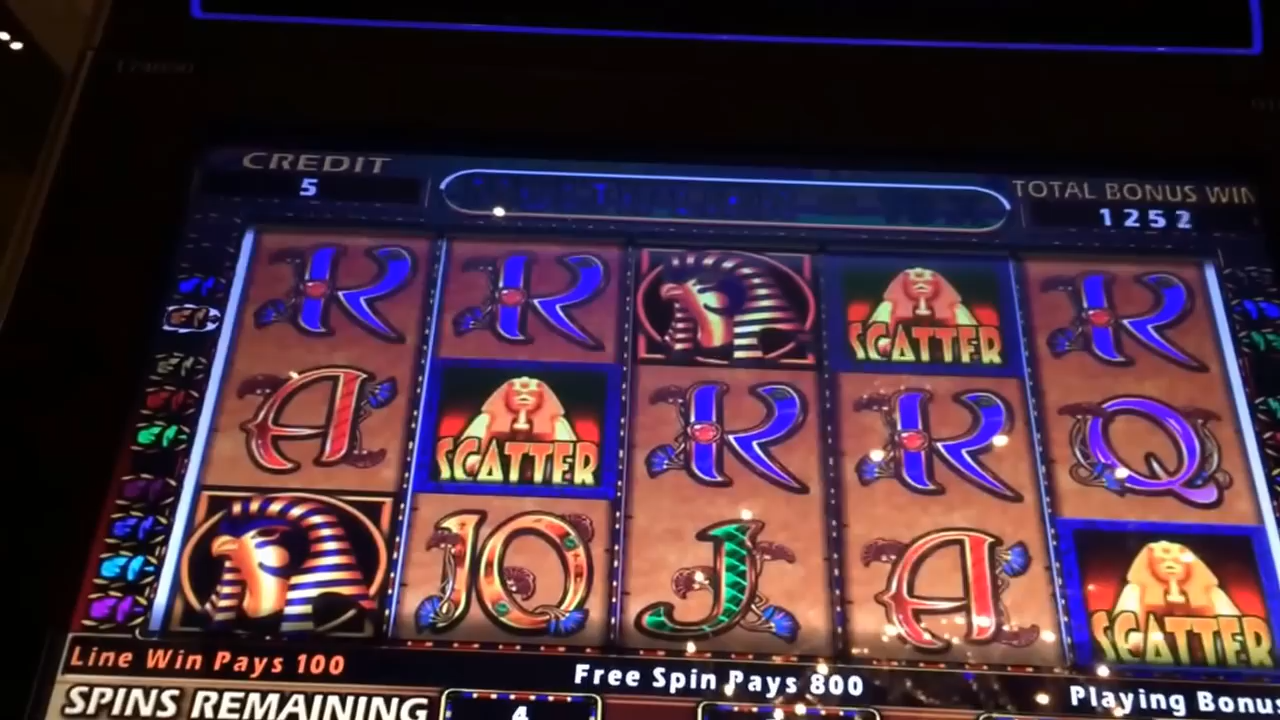 CREDIT
5
TOTAL BONUS WIN
1252
K K SCATTER K
A SCATTER K K Q
10 J A SCATTER
Line Win Pays 100
Free Spin Pays 800
Playing Bonus
SPINS REMAINING
4